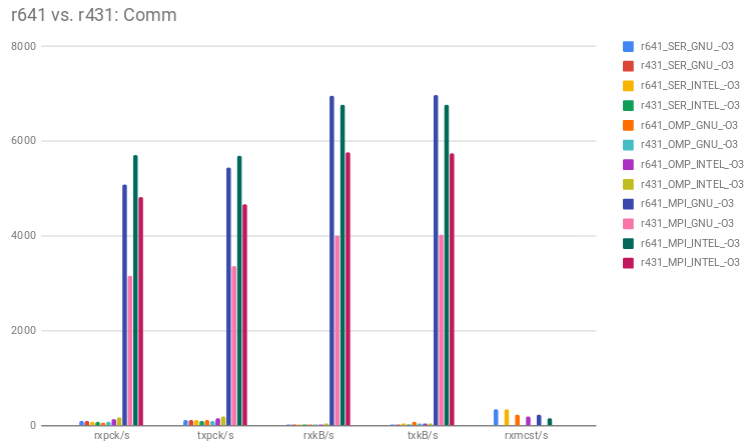 r641 vs. r431: Comm
8000
6000
4000
2000
0
rxpck/s
txpck/s
rxkB/s
txkB/s
rxmcst/s
r641_SER_GNU_-O3
r431_SER_GNU_-O3
r641_SER_INTEL_-O3
r431_SER_INTEL_-O3
r641_OMP_GNU_-O3
r431_OMP_GNU_-O3
r641_OMP_INTEL_-O3
r431_OMP_INTEL_-O3
r641_MPI_GNU_-O3
r431_MPI_GNU_-O3
r641_MPI_INTEL_-O3
r431_MPI_INTEL_-O3